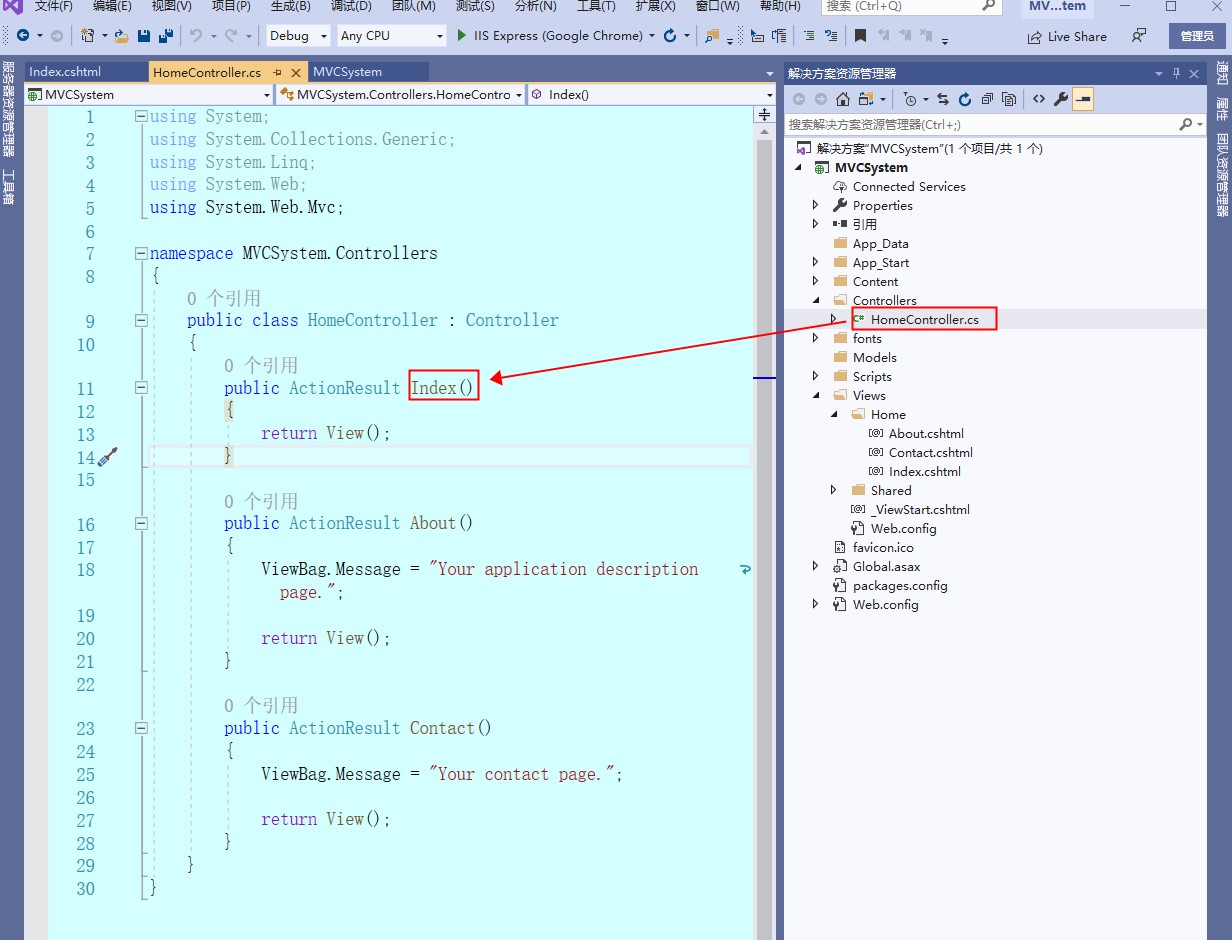 文件(F) 编辑(E) 视图(V) 项目(P) 生成(B) 调试(D) 团队(M) 测试(S) 分析(N) 工具(T) 扩展(X) 窗口(W) 帮助(H) 搜索 (Ctrl+Q) MV...tem
Debug Any CPU IIS Express (Google Chrome) Live Share 管理员
服务器资源管理器
工具箱
Index.cshtml HomeController.cs MVCSystem
MVCSystem MVCSystem.Controllers.HomeContro Index()
1 using System;
2 using System.Collections.Generic;
3 using System.Linq;
4 using System.Web;
5 using System.Web.Mvc;
6
7 namespace MVCSystem.Controllers
8 {
0 个引用
9 public class HomeController : Controller
10 {
0 个引用
11 public ActionResult Index()
12 {
13 return View();
14 }
15
0 个引用
16 public ActionResult About()
17 {
18 ViewBag.Message = "Your application description
page.";
19
20 return View();
21 }
22
0 个引用
23 public ActionResult Contact()
24 {
25 ViewBag.Message = "Your contact page.";
26
27 return View();
28 }
29 }
30 }
解决方案资源管理器
搜索解决方案资源管理器(Ctrl+;)
解决方案"MVCSystem"(1 个项目/共 1 个)
MVCSystem
Connected Services
Properties
引用
App_Data
App_Start
Content
Controllers
C# HomeController.cs
fonts
Models
Scripts
Views
Home
[@] About.cshtml
[@] Contact.cshtml
[@] Index.cshtml
Shared
[@] _ViewStart.cshtml
Web.config
favicon.ico
Global.asax
packages.config
Web.config
通知
属性
团队资源管理器